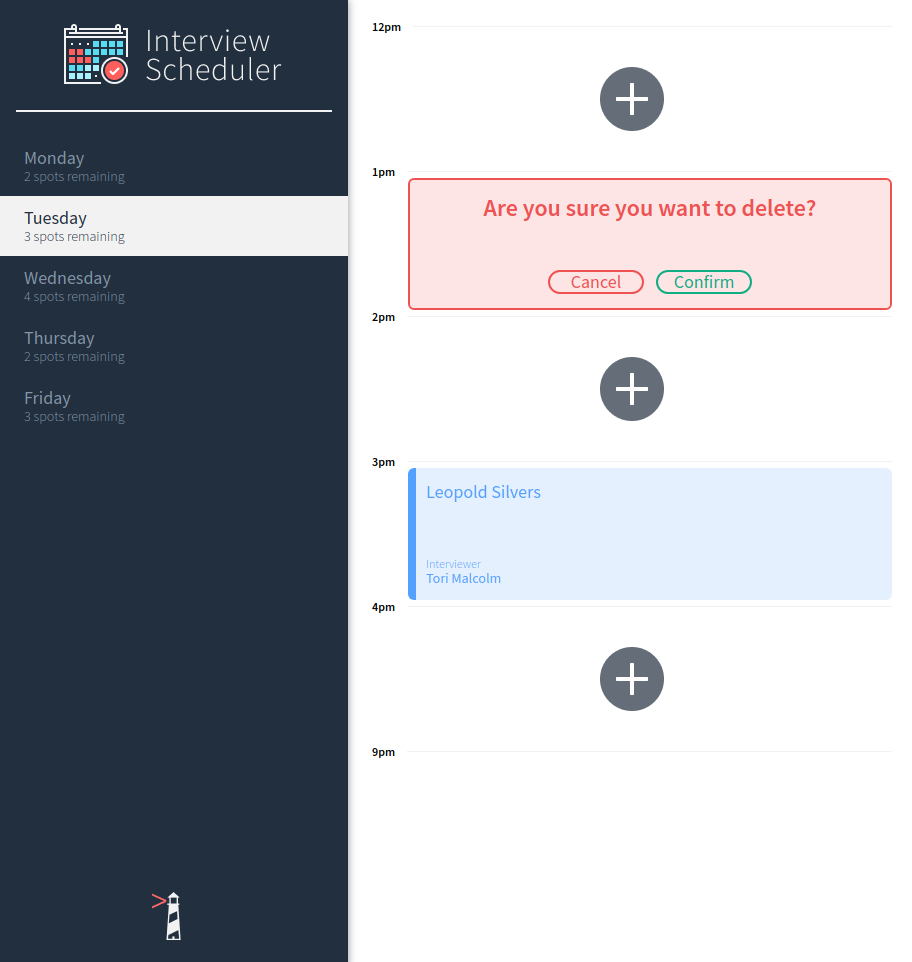 Interview
Scheduler
Monday
2 spots remaining
Tuesday
3 spots remaining
Wednesday
4 spots remaining
Thursday
2 spots remaining
Friday
3 spots remaining
12pm
1pm
Are you sure you want to delete?
Cancel Confirm
2pm
3pm
Leopold Silvers
Interviewer
Tori Malcolm
4pm
9pm